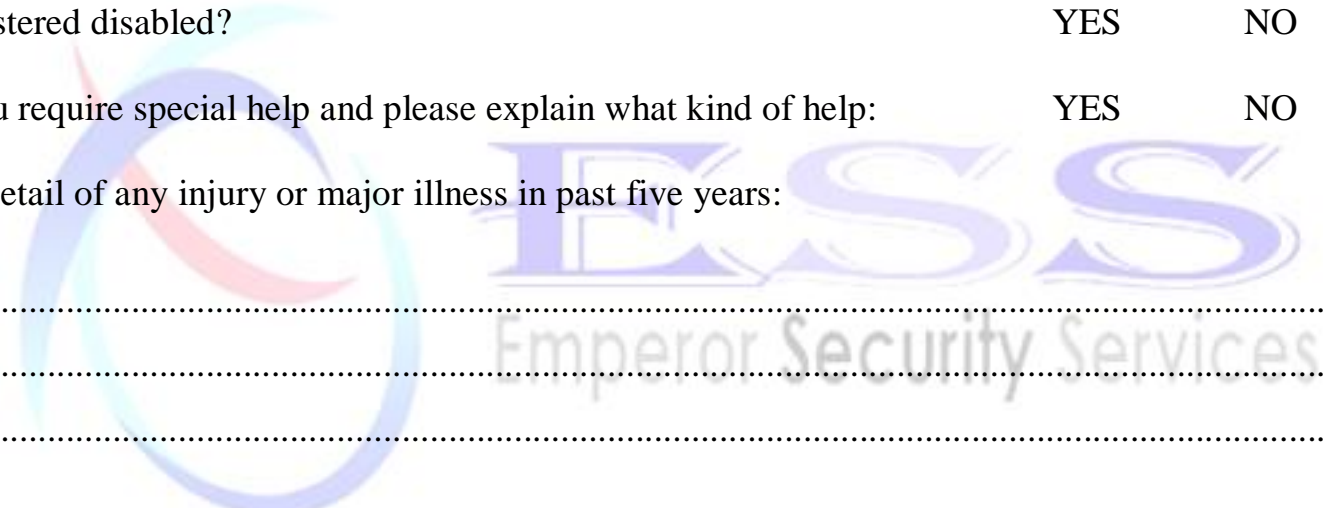 stered disabled? YES NO
u require special help and please explain what kind of help: YES NO
etail of any injury or major illness in past five years:
ESS
........................................................................................................................
Emperor Security Services
........................................................................................................................
........................................................................................................................